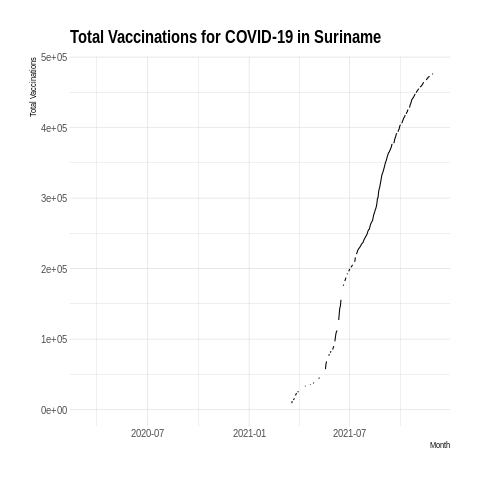 Total Vaccinations for COVID-19 in Suriname
Total Vaccinations
5e+05
4e+05
3e+05
2e+05
1e+05
0e+00
2020-07 2021-01 2021-07
Month